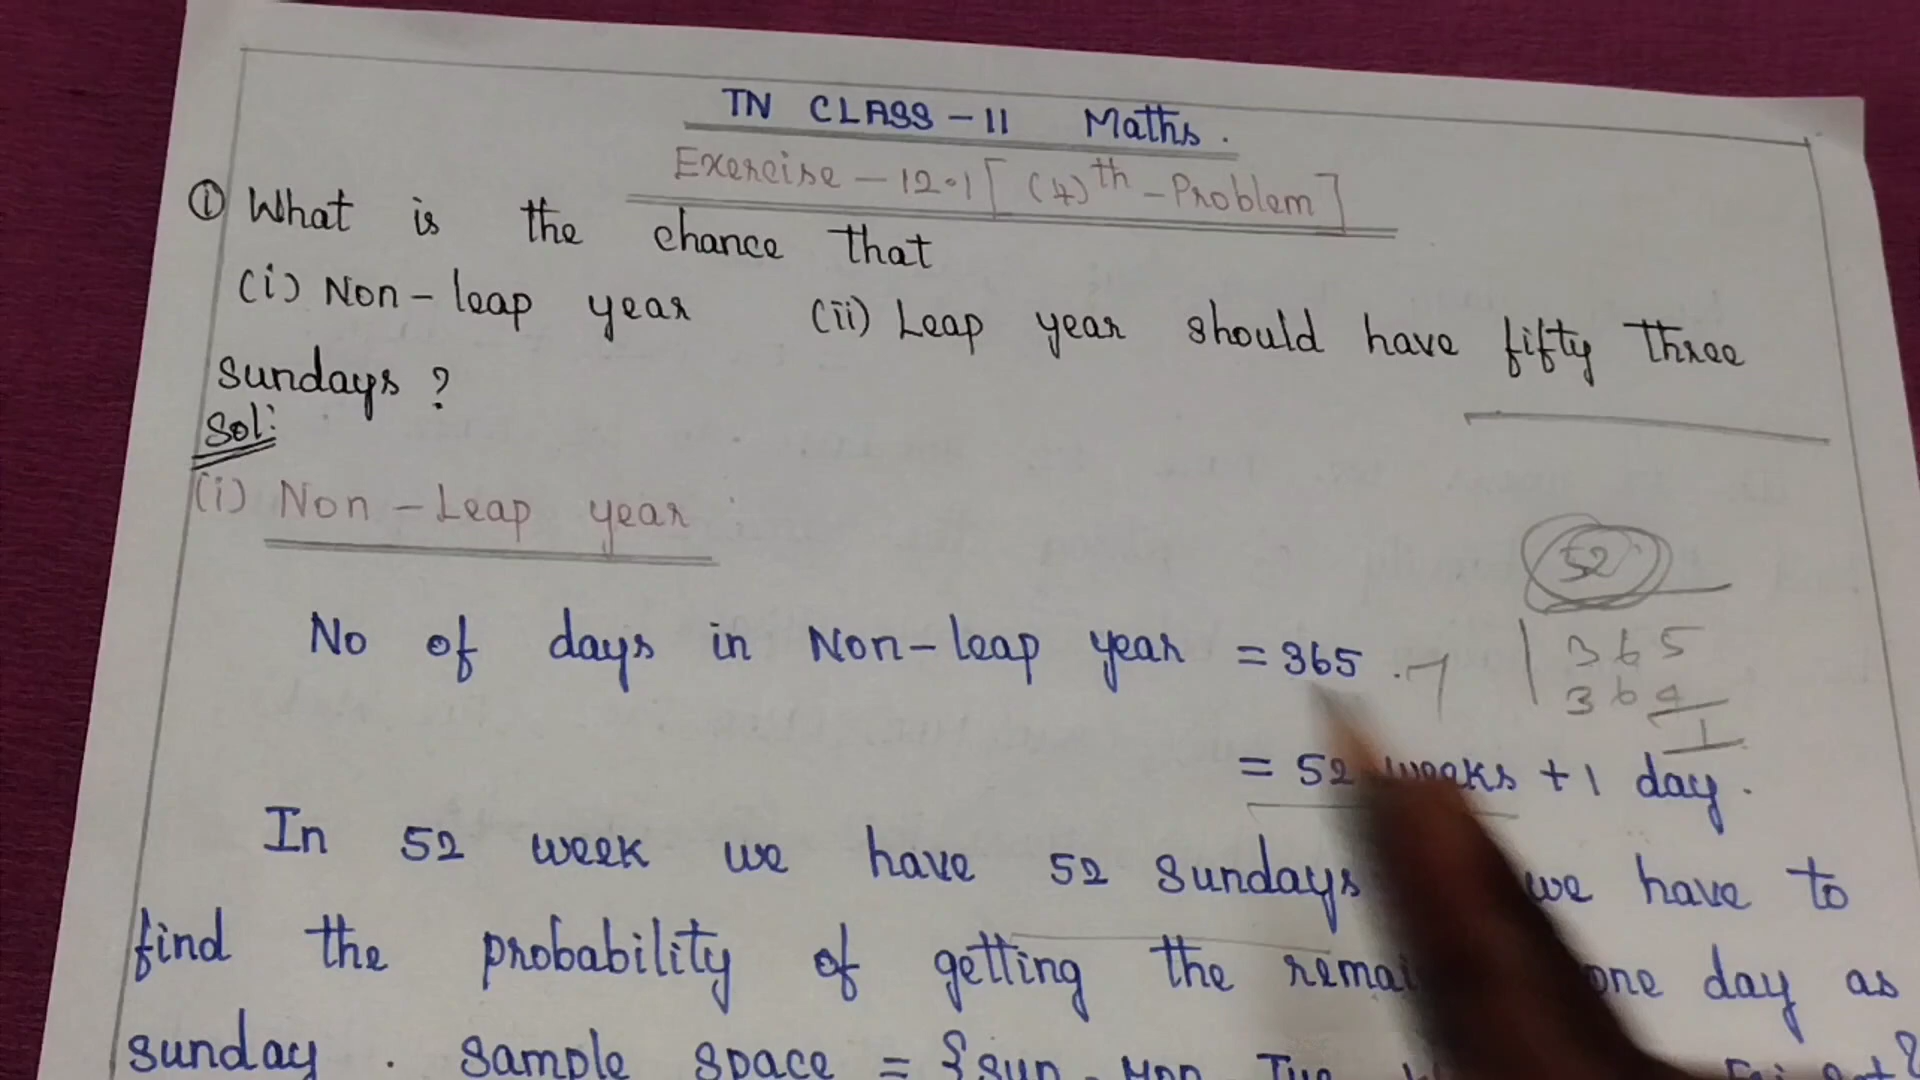 TN CLASS - 11 Maths.
Exercise - 12.1 [ (4)th - Problem ]
① What is the chance that
(i) Non - leap year (ii) Leap year should have fifty three
sundays ?
Sol:
(i) Non - Leap year
52
No of days in Non-leap year = 365
7 365
364
1
= 52 weeks + 1 day.
In 52 week we have 52 sundays we have to
find the probability of getting the one day as
sunday. Sample space = {sun, Mon, Tue